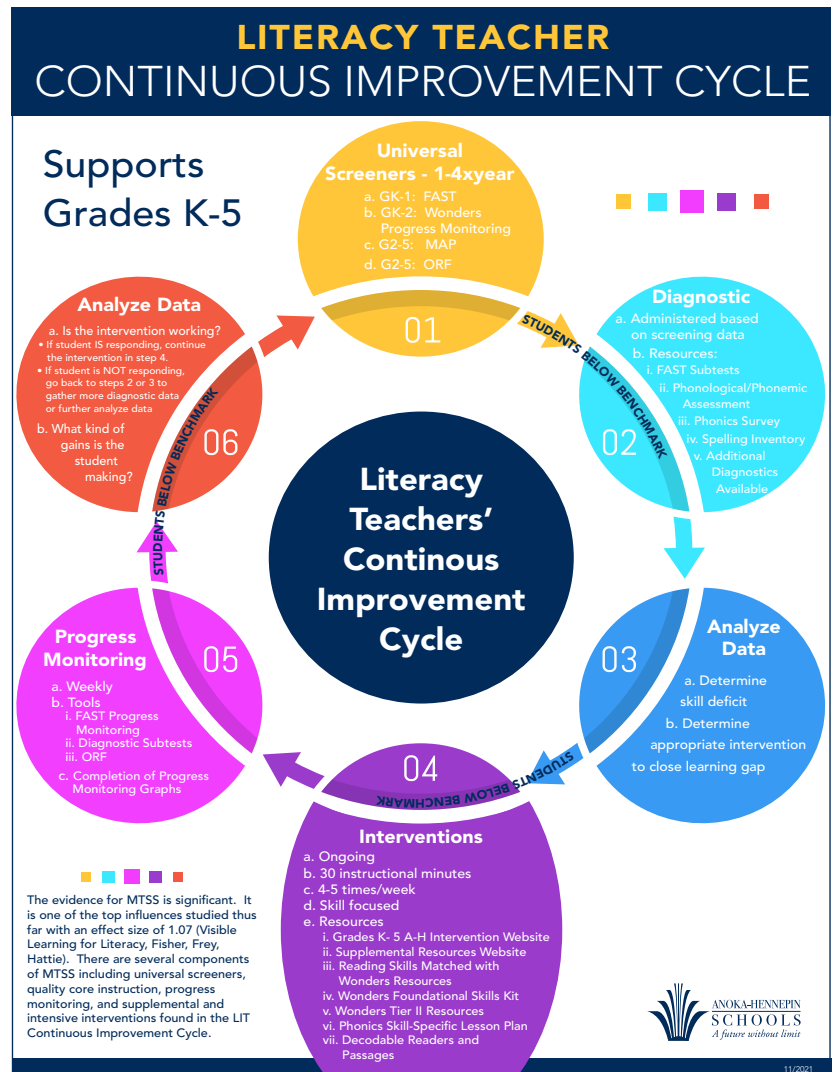 LITERACY TEACHER
CONTINUOUS IMPROVEMENT CYCLE
Supports
Grades K-5
Universal
Screeners - 1-4xyear
a. GK-1: FAST
b. GK-2: Wonders
Progress Monitoring
c. G2-5: MAP
d. G2-5: ORF
01
STUDENTS BELOW BENCHMARK
Diagnostic
a. Administered based
on screening data
b. Resources:
i. FAST Subtests
ii. Phonological/Phonemic
Assessment
iii. Phonics Survey
iv. Spelling Inventory
v. Additional
Diagnostics
Available
02
Analyze
Data
a. Determine
skill deficit
b. Determine
appropriate intervention
to close learning gap
03
STUDENTS BELOW BENCHMARK
04
Interventions
a. Ongoing
b. 30 instructional minutes
c. 4-5 times/week
d. Skill focused
e. Resources
i. Grades K- 5 A-H Intervention Website
ii. Supplemental Resources Website
iii. Reading Skills Matched with
Wonders Resources
iv. Wonders Foundational Skills Kit
v. Wonders Tier II Resources
vi. Phonics Skill-Specific Lesson Plan
vii. Decodable Readers and
Passages
Progress
Monitoring
a. Weekly
b. Tools
i. FAST Progress
Monitoring
ii. Diagnostic Subtests
iii. ORF
c. Completion of Progress
Monitoring Graphs
05
STUDENTS BELOW BENCHMARK
Analyze Data
a. Is the intervention working?
• If student IS responding, continue
the intervention in step 4.
• If student is NOT responding,
go back to steps 2 or 3 to
gather more diagnostic data
or further analyze data
b. What kind of
gains is the
student
making?
06
Literacy
Teachers'
Continous
Improvement
Cycle
The evidence for MTSS is significant. It
is one of the top influences studied thus
far with an effect size of 1.07 (Visible
Learning for Literacy, Fisher, Frey,
Hattie). There are several components
of MTSS including universal screeners,
quality core instruction, progress
monitoring, and supplemental and
intensive interventions found in the LIT
Continuous Improvement Cycle.
ANOKA-HENNEPIN
SCHOOLS
A future without limit
11/2021